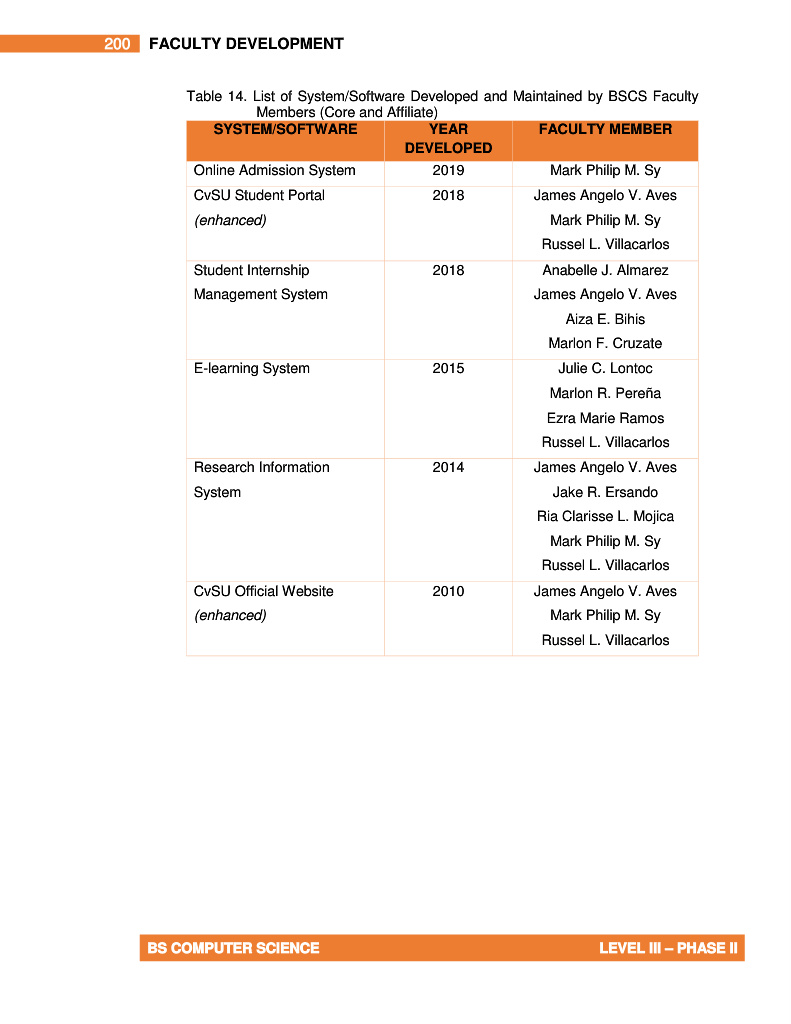 200 FACULTY DEVELOPMENT
Table 14. List of System/Software Developed and Maintained by BSCS Faculty
Members (Core and Affiliate)
SYSTEM/SOFTWARE YEAR FACULTY MEMBER
DEVELOPED
Online Admission System 2019 Mark Philip M. Sy
CvSU Student Portal 2018 James Angelo V. Aves
(enhanced) Mark Philip M. Sy
Russel L. Villacarlos
Student Internship 2018 Anabelle J. Almarez
Management System James Angelo V. Aves
Aiza E. Bihis
Marlon F. Cruzate
E-learning System 2015 Julie C. Lontoc
Marlon R. Pereña
Ezra Marie Ramos
Russel L. Villacarlos
Research Information 2014 James Angelo V. Aves
System Jake R. Ersando
Ria Clarisse L. Mojica
Mark Philip M. Sy
Russel L. Villacarlos
CvSU Official Website 2010 James Angelo V. Aves
(enhanced) Mark Philip M. Sy
Russel L. Villacarlos
BS COMPUTER SCIENCE LEVEL III – PHASE II